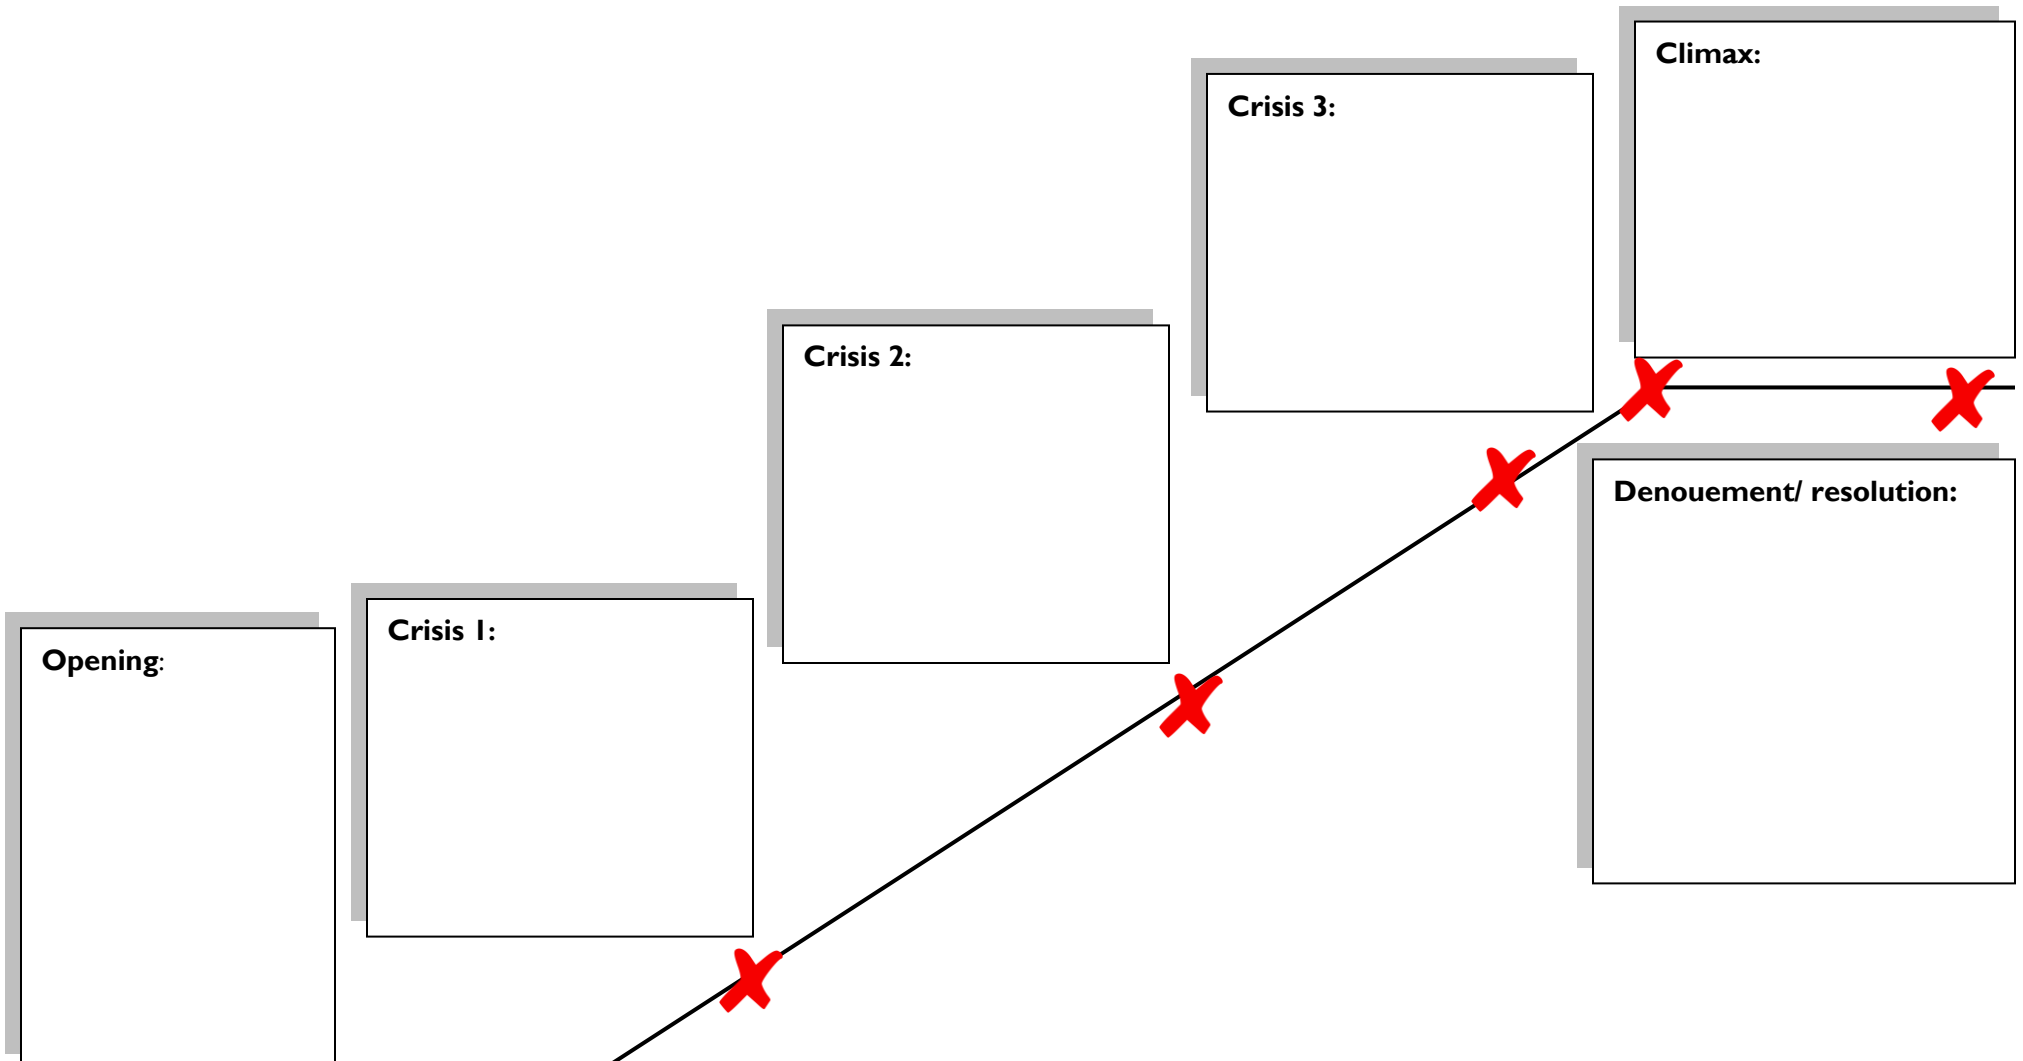 Opening:
Crisis 1:
Crisis 2:
Crisis 3:
Climax:
Denouement/ resolution: